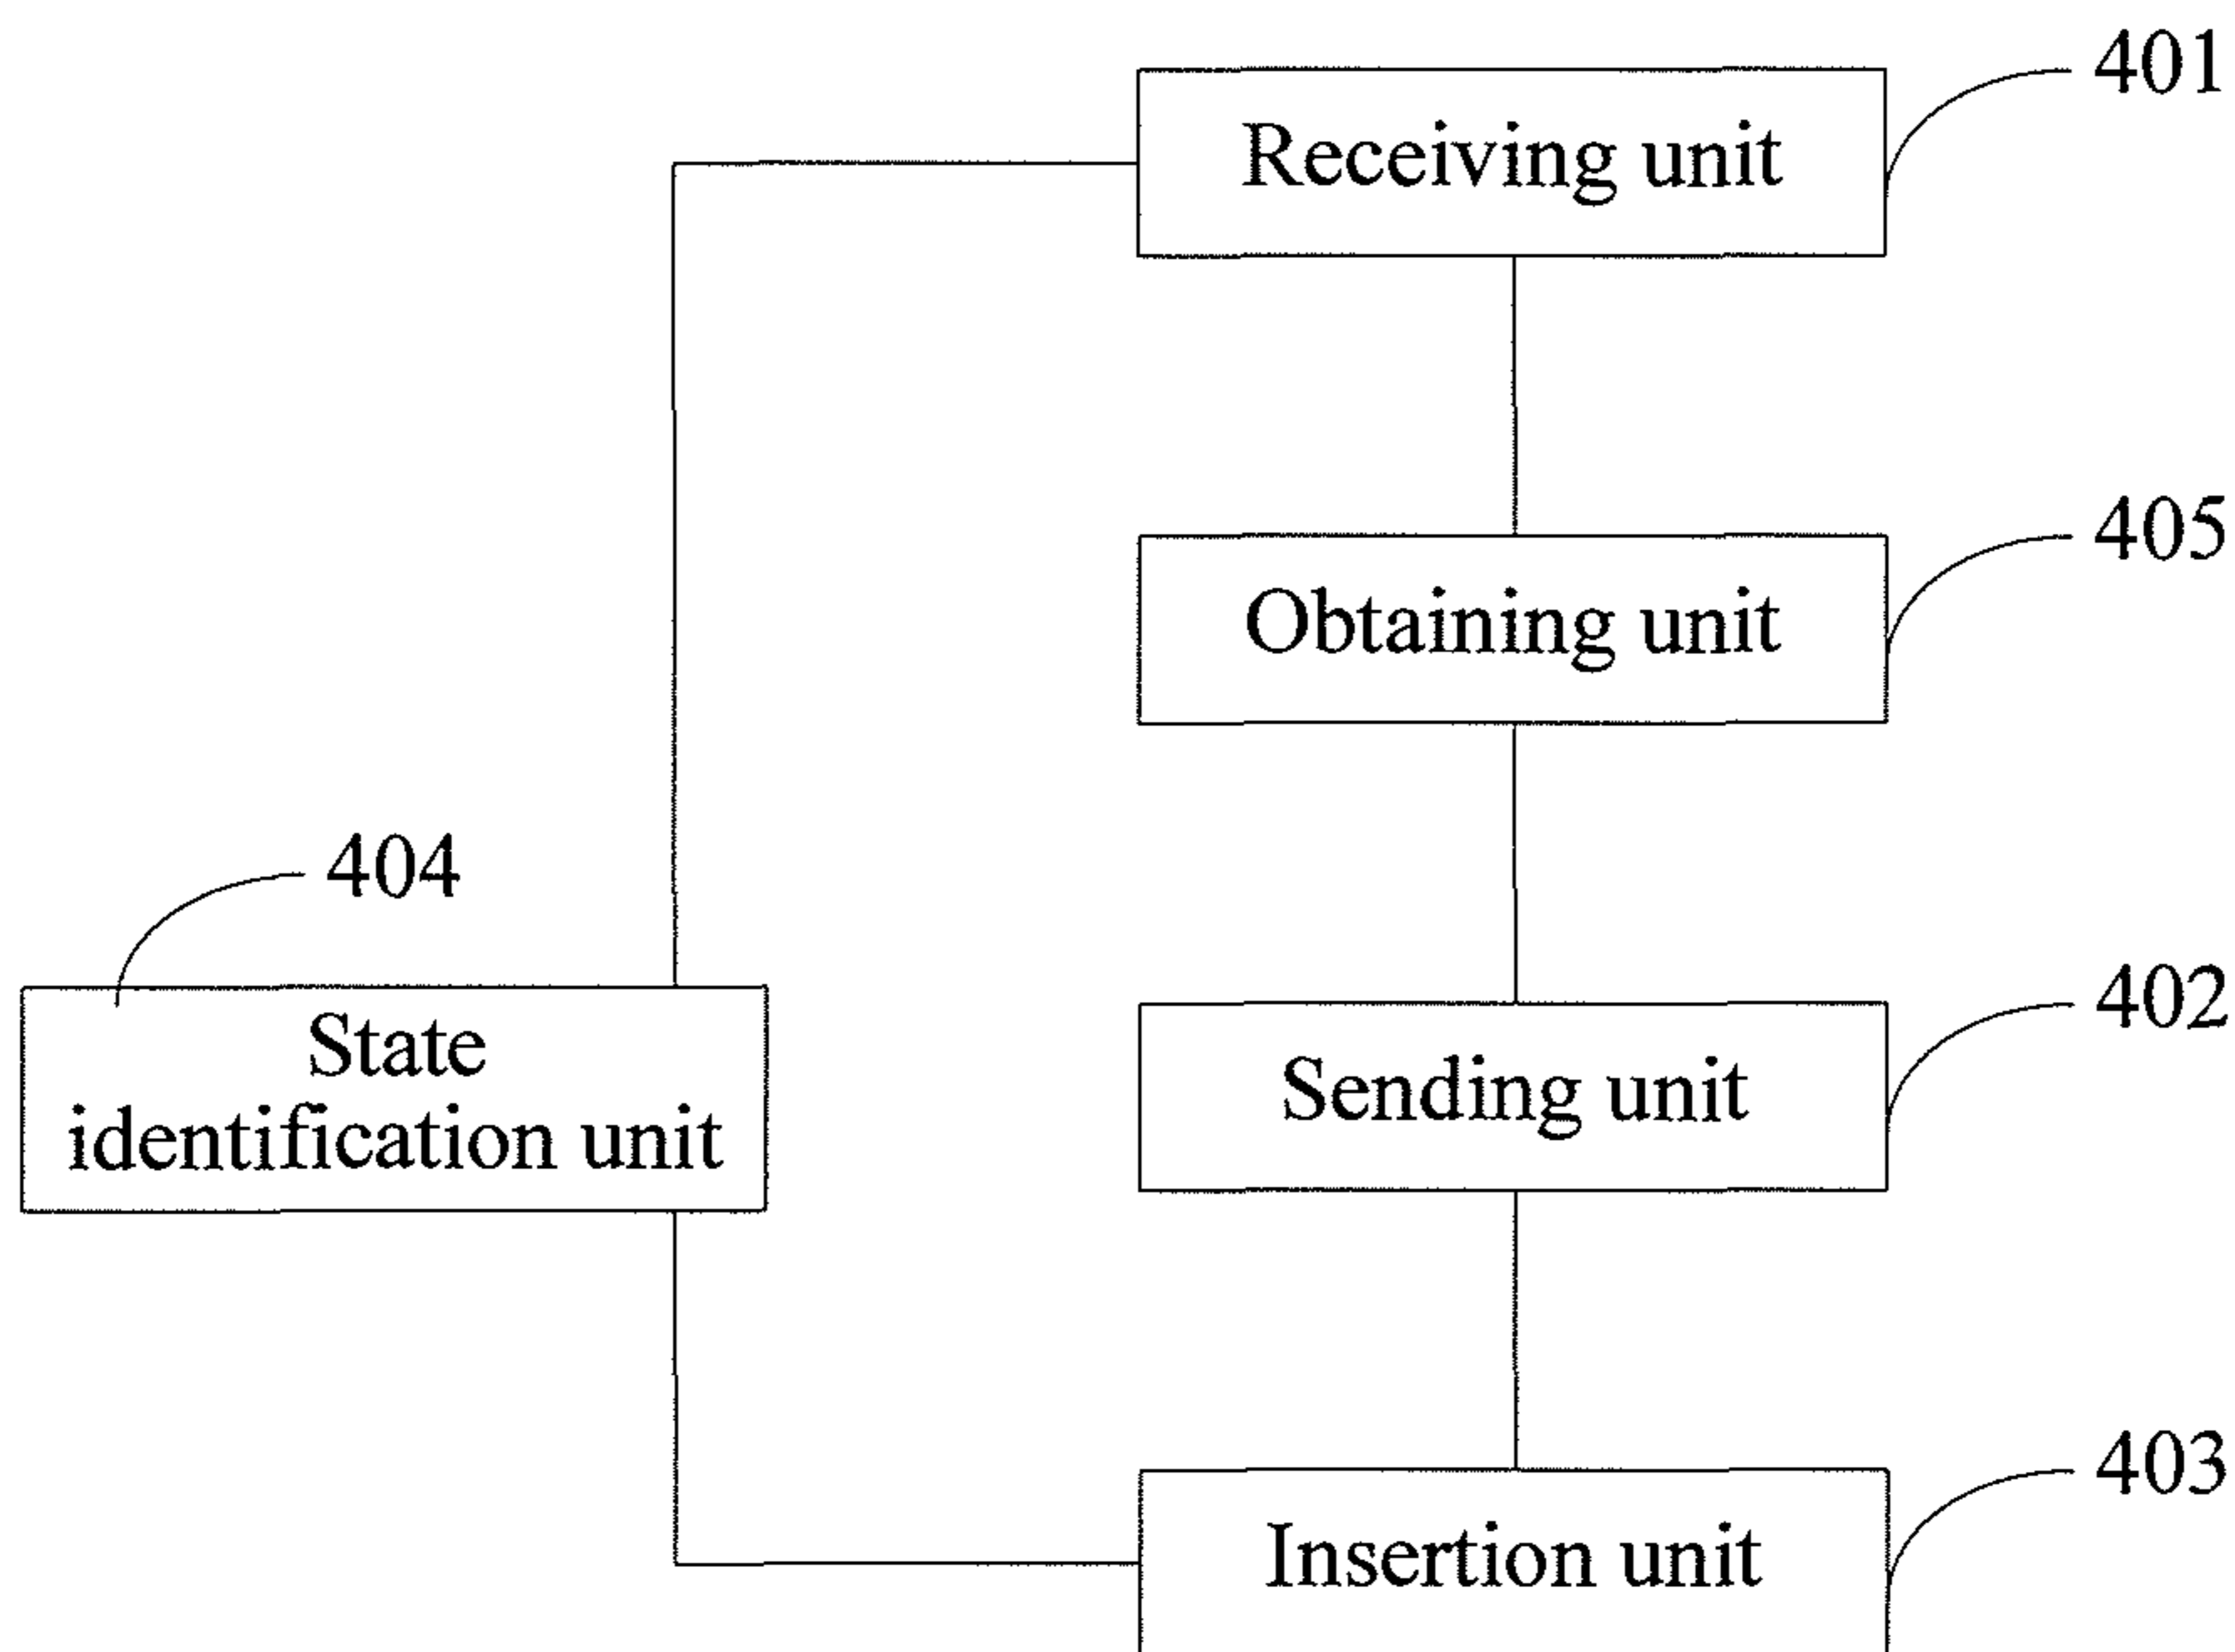 401
Receiving unit
405
Obtaining unit
404
State
identification unit
402
Sending unit
403
Insertion unit